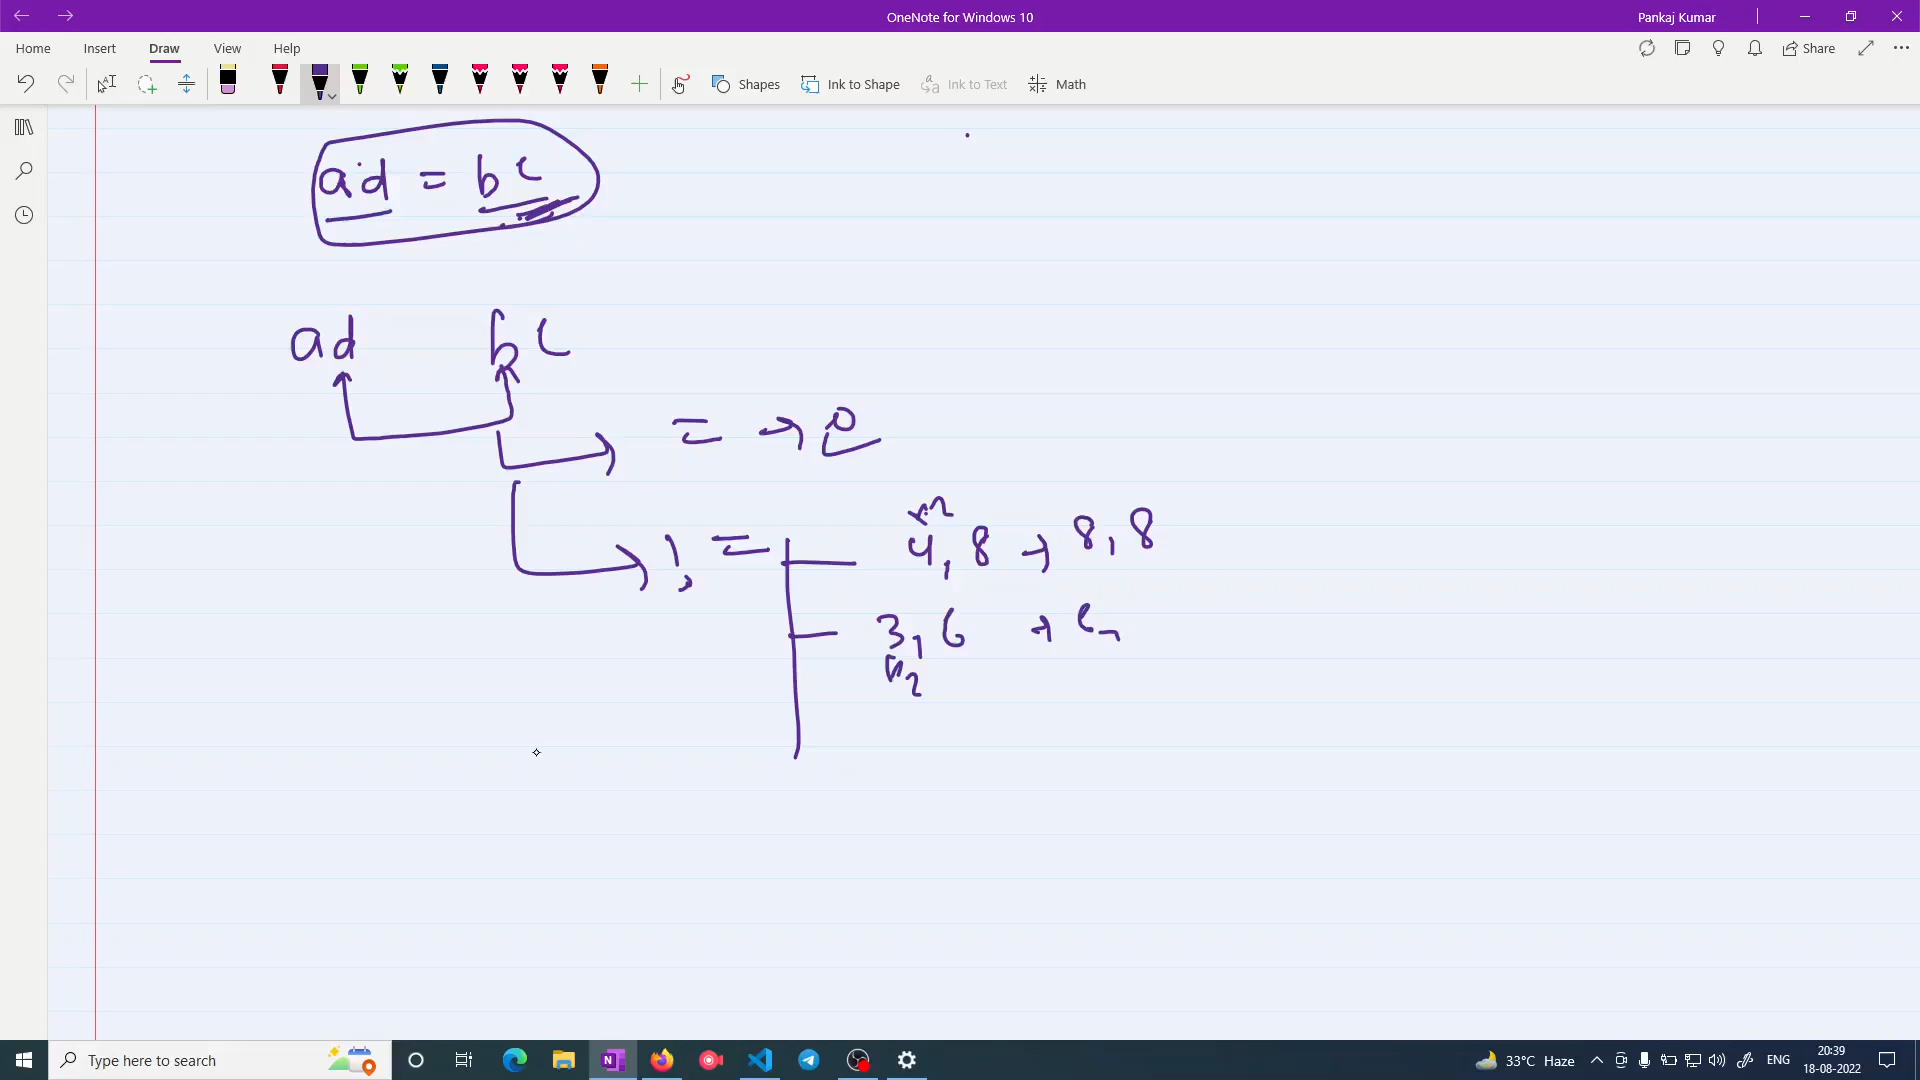 OneNote for Windows 10
Pankaj Kumar
Home Insert Draw View Help
Share
Shapes Ink to Shape Ink to Text Math
ad = bc
ad bc
= → 0
! =
4, 8 → 8, 8
×2
3, 6 →
×2
Type here to search
33°C Haze
ENG
20:39
18-08-2022